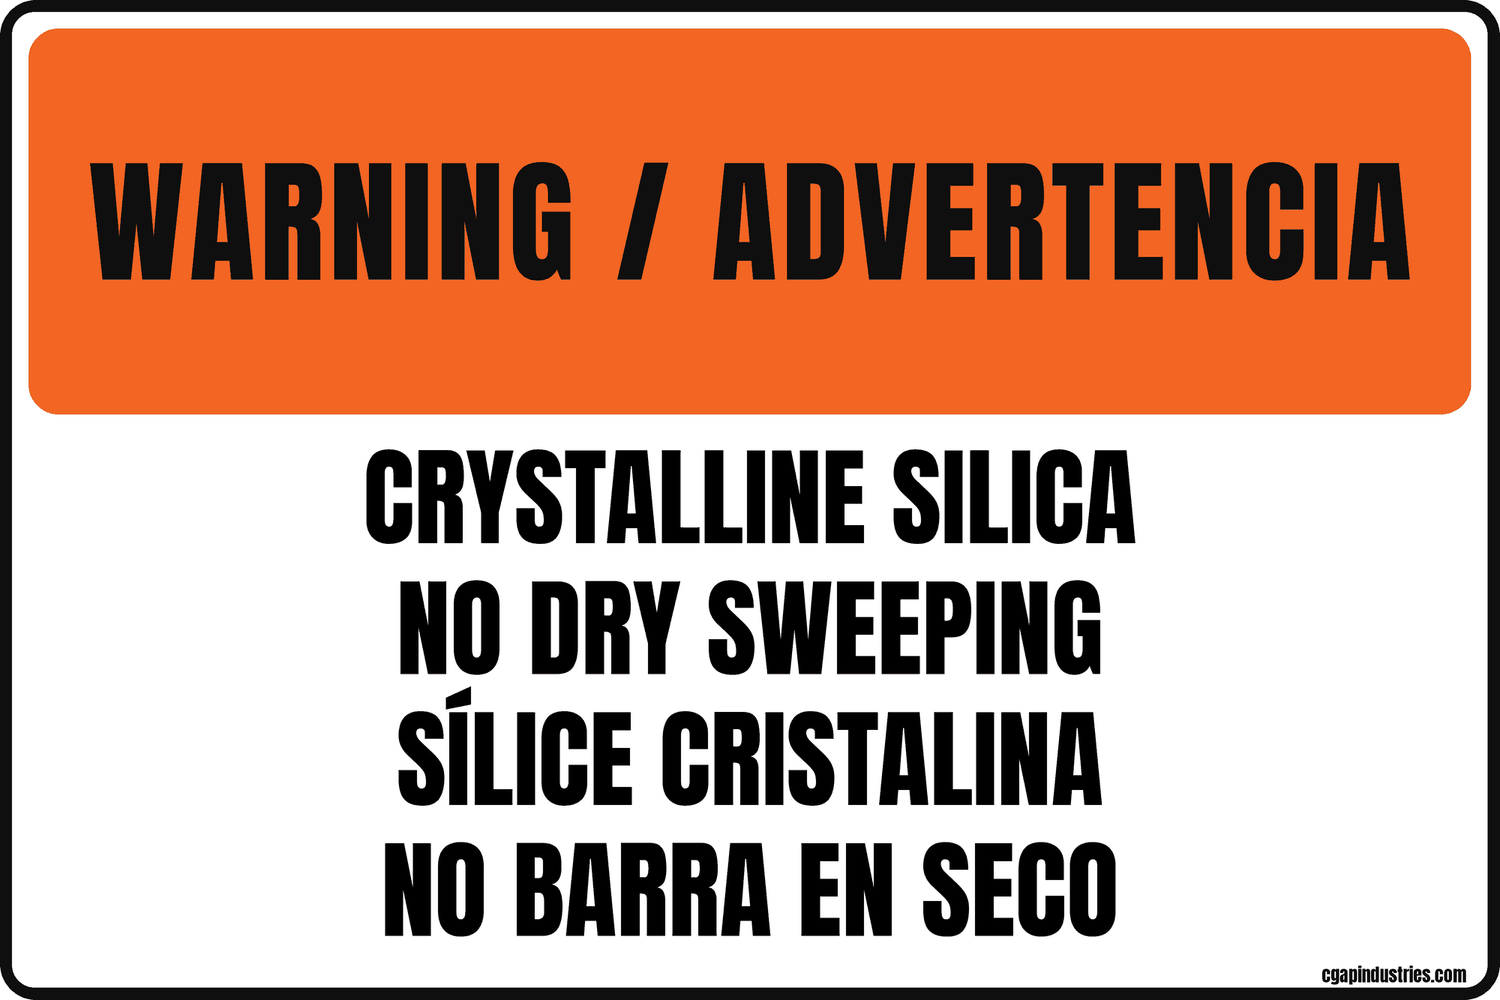 WARNING / ADVERTENCIA
CRYSTALLINE SILICA
NO DRY SWEEPING
SÍLICE CRISTALINA
NO BARRA EN SECO
cgapindustries.com